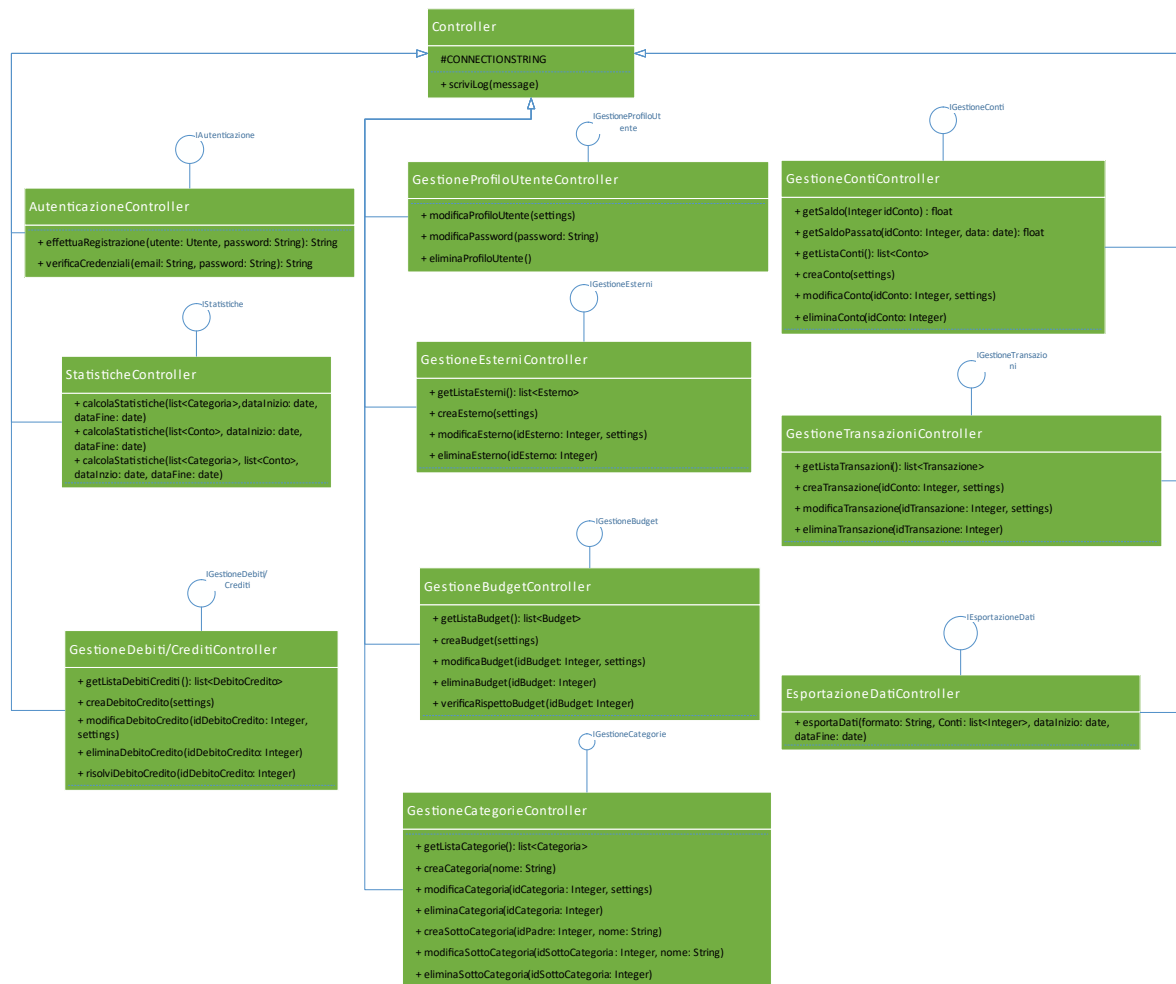 Controller
#CONNECTIONSTRING
+ scriviLog(message)
IAutenticazione
AutenticazioneController
+ effettuaRegistrazione(utente: Utente, password: String): String
+ verificaCredenziali(email: String, password: String): String
IStatistiche
StatisticheController
+ calcolaStatistiche(list<Categoria>,dataInizio: date,
dataFine: date)
+ calcolaStatistiche(list<Conto>, dataInizio: date,
dataFine: date)
+ calcolaStatistiche(list<Categoria>, list<Conto>,
dataInzio: date, dataFine: date)
IGestioneDebiti/
Crediti
GestioneDebiti/CreditiController
+ getListaDebitiCrediti(): list<DebitoCredito>
+ creaDebitoCredito(settings)
+ modificaDebitoCredito(idDebitoCredito: Integer,
settings)
+ eliminaDebitoCredito(idDebitoCredito: Integer)
+ risolviDebitoCredito(idDebitoCredito: Integer)
IGestioneProfiloUt
ente
GestioneProfiloUtenteController
+ modificaProfiloUtente(settings)
+ modificaPassword(password: String)
+ eliminaProfiloUtente()
IGestioneEsterni
GestioneEsterniController
+ getListaEsterni(): list<Esterno>
+ creaEsterno(settings)
+ modificaEsterno(idEsterno: Integer, settings)
+ eliminaEsterno(idEsterno: Integer)
IGestioneBudget
GestioneBudgetController
+ getListaBudget(): list<Budget>
+ creaBudget(settings)
+ modificaBudget(idBudget: Integer, settings)
+ eliminaBudget(idBudget: Integer)
+ verificaRispettoBudget(idBudget: Integer)
IGestioneCategorie
GestioneCategorieController
+ getListaCategorie(): list<Categoria>
+ creaCategoria(nome: String)
+ modificaCategoria(idCategoria: Integer, settings)
+ eliminaCategoria(idCategoria: Integer)
+ creaSottoCategoria(idPadre: Integer, nome: String)
+ modificaSottoCategoria(idSottoCategoria: Integer, nome: String)
+ eliminaSottoCategoria(idSottoCategoria: Integer)
IGestioneConti
GestioneContiController
+ getSaldo(Integer idConto) : float
+ getSaldoPassato(idConto: Integer, data: date): float
+ getListaConti(): list<Conto>
+ creaConto(settings)
+ modificaConto(idConto: Integer, settings)
+ eliminaConto(idConto: Integer)
IGestioneTransazio
ni
GestioneTransazioniController
+ getListaTransazioni(): list<Transazione>
+ creaTransazione(idConto: Integer, settings)
+ modificaTransazione(idTransazione: Integer, settings)
+ eliminaTransazione(idTransazione: Integer)
IEsportazioneDati
EsportazioneDatiController
+ esportaDati(formato: String, Conti: list<Integer>, dataInizio: date,
dataFine: date)